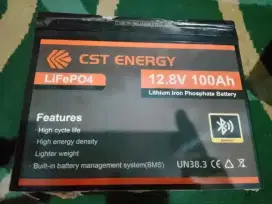 CST ENERGY
LiFePO4
12.8V 100Ah
Lithium Iron Phosphate Battery
Features
· High cycle life
· High energy density
· Lighter weight
· Built-in battery management system(BMS)
UN38.3 CE